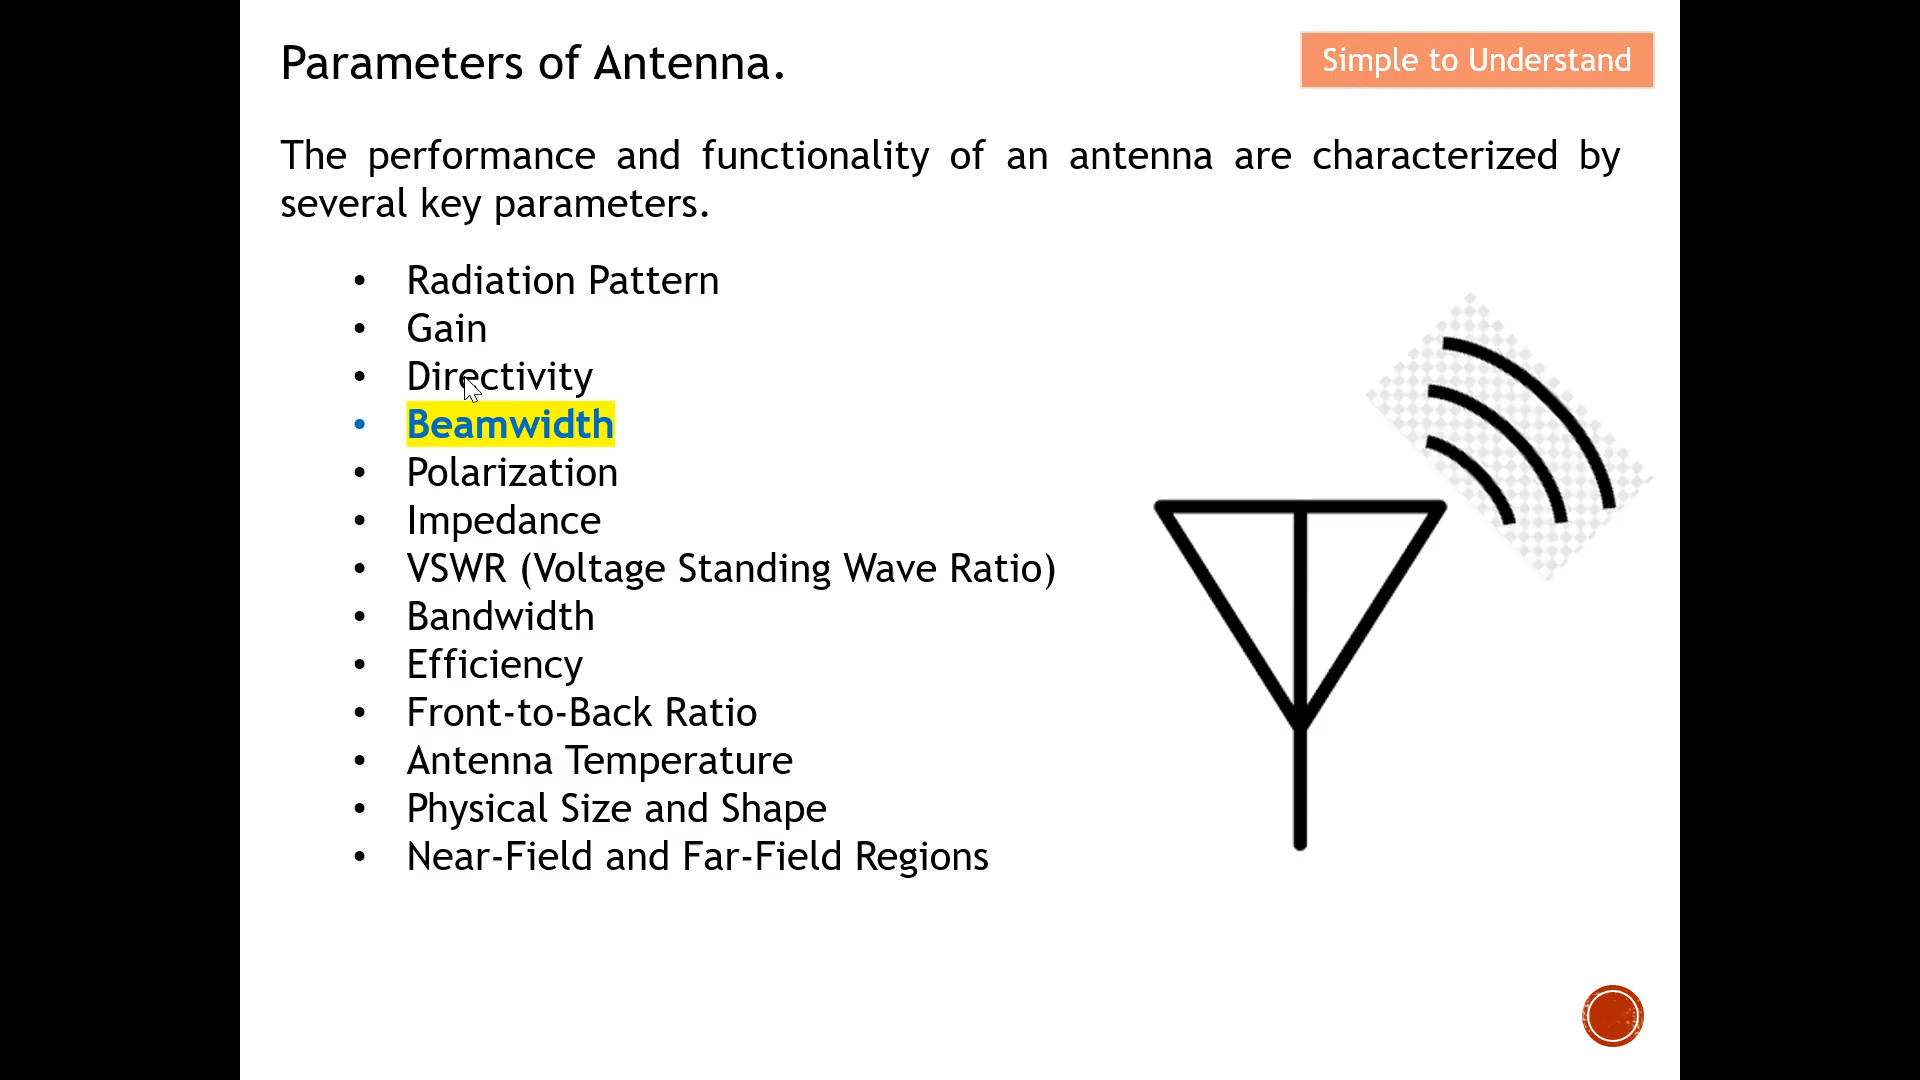 Parameters of Antenna.
Simple to Understand
The performance and functionality of an antenna are characterized by
several key parameters.
• Radiation Pattern
• Gain
• Directivity
• Beamwidth
• Polarization
• Impedance
• VSWR (Voltage Standing Wave Ratio)
• Bandwidth
• Efficiency
• Front-to-Back Ratio
• Antenna Temperature
• Physical Size and Shape
• Near-Field and Far-Field Regions